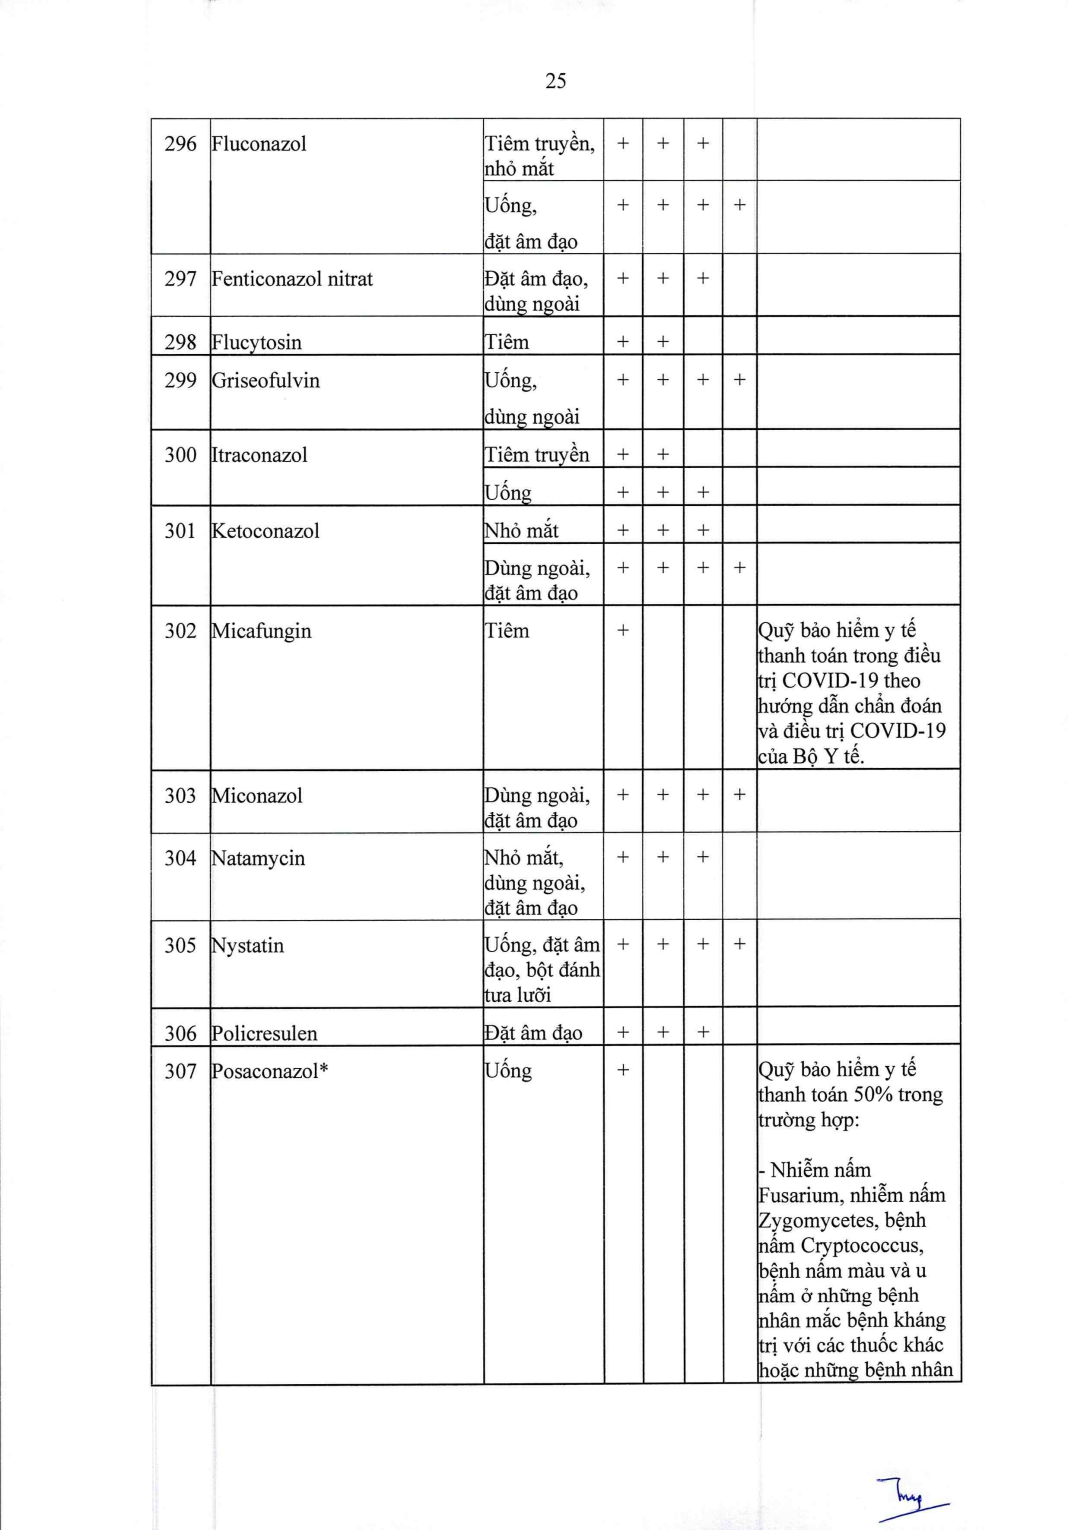 25
296 Fluconazol Tiêm truyền, + + +
nhỏ mắt
Uống, + + + +
đặt âm đạo
297 Fenticonazol nitrat Đặt âm đạo, + + +
dùng ngoài
298 Flucytosin Tiêm + +
299 Griseofulvin Uống, + + + +
dùng ngoài
300 Itraconazol Tiêm truyền + +
Uống + + +
301 Ketoconazol Nhỏ mắt + + +
Dùng ngoài, + + + +
đặt âm đạo
302 Micafungin Tiêm + Quỹ bảo hiểm y tế
thanh toán trong điều
trị COVID-19 theo
hướng dẫn chẩn đoán
và điều trị COVID-19
của Bộ Y tế.
303 Miconazol Dùng ngoài, + + + +
đặt âm đạo
304 Natamycin Nhỏ mắt, + + +
dùng ngoài,
đặt âm đạo
305 Nystatin Uống, đặt âm + + + +
đạo, bột đánh
tưa lưỡi
306 Policresulen Đặt âm đạo + + +
307 Posaconazol* Uống + Quỹ bảo hiểm y tế
thanh toán 50% trong
trường hợp:
- Nhiễm nấm
Fusarium, nhiễm nấm
Zygomycetes, bệnh
nấm Cryptococcus,
bệnh nấm màu và u
nấm ở những bệnh
nhân mắc bệnh kháng
trị với các thuốc khác
hoặc những bệnh nhân